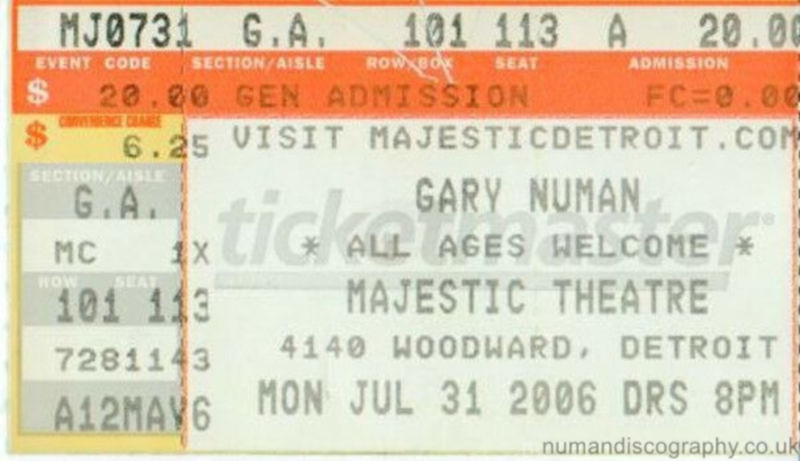 MJ0731 G.A. 101 113 A 20.00
EVENT CODE SECTION/AISLE ROW/BOX SEAT ADMISSION
$ 20.00 GEN ADMISSION FC=0.00
$ CONVENIENCE CHARGE
6.25 VISIT MAJESTICDETROIT.COM
SECTION/AISLE
G.A. GARY NUMAN
ticketmaster
MC 1X * ALL AGES WELCOME *
ROW SEAT
101 113 MAJESTIC THEATRE
7281143 4140 WOODWARD, DETROIT
A12MAY6 MON JUL 31 2006 DRS 8PM
numandiscography.co.uk